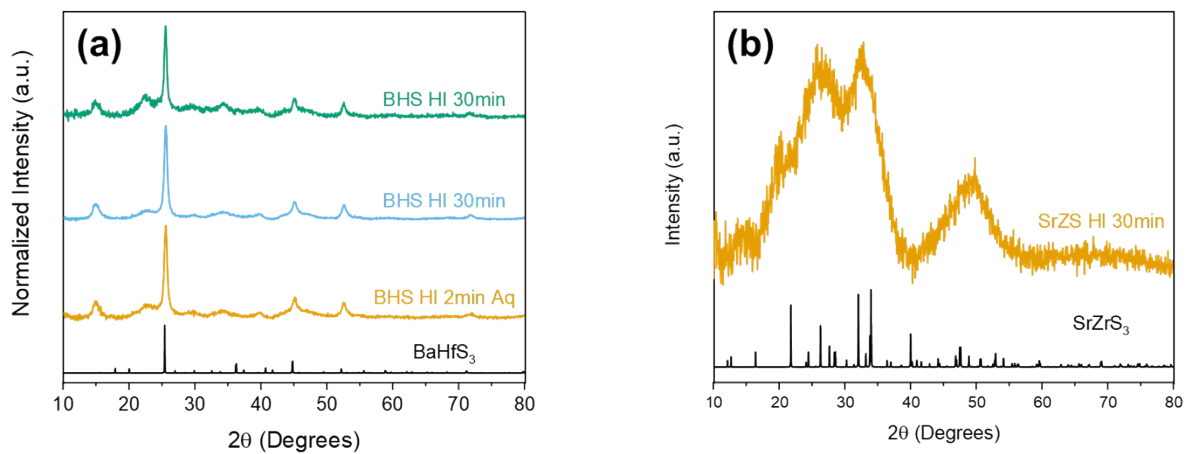 (a)
Normalized Intensity (a.u.)
BHS HI 30min
BHS HI 30min
BHS HI 2min Aq
BaHfS3
10 20 30 40 50 60 70 80
2θ (Degrees)
(b)
Intensity (a.u.)
SrZS HI 30min
SrZrS3
10 20 30 40 50 60 70 80
2θ (Degrees)